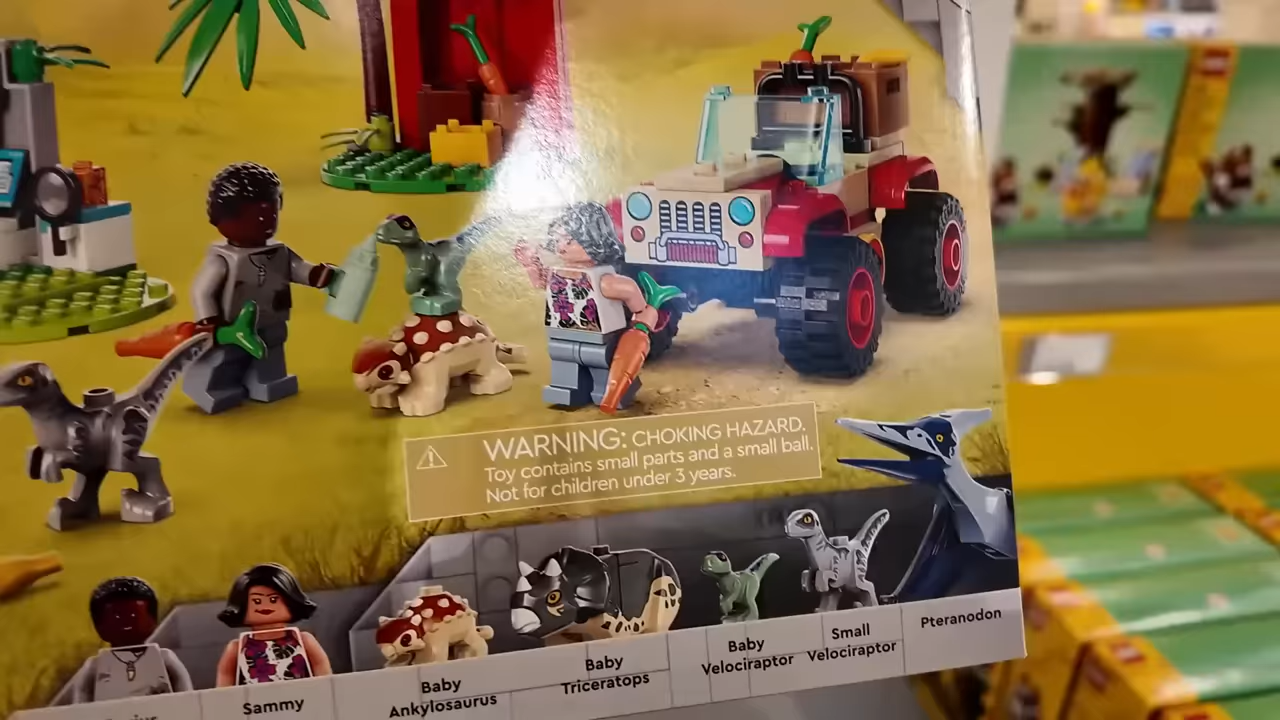 WARNING: CHOKING HAZARD.
Toy contains small parts and a small ball.
Not for children under 3 years.
Sammy
Baby
Ankylosaurus
Baby
Triceratops
Baby
Velociraptor
Small
Velociraptor
Pteranodon